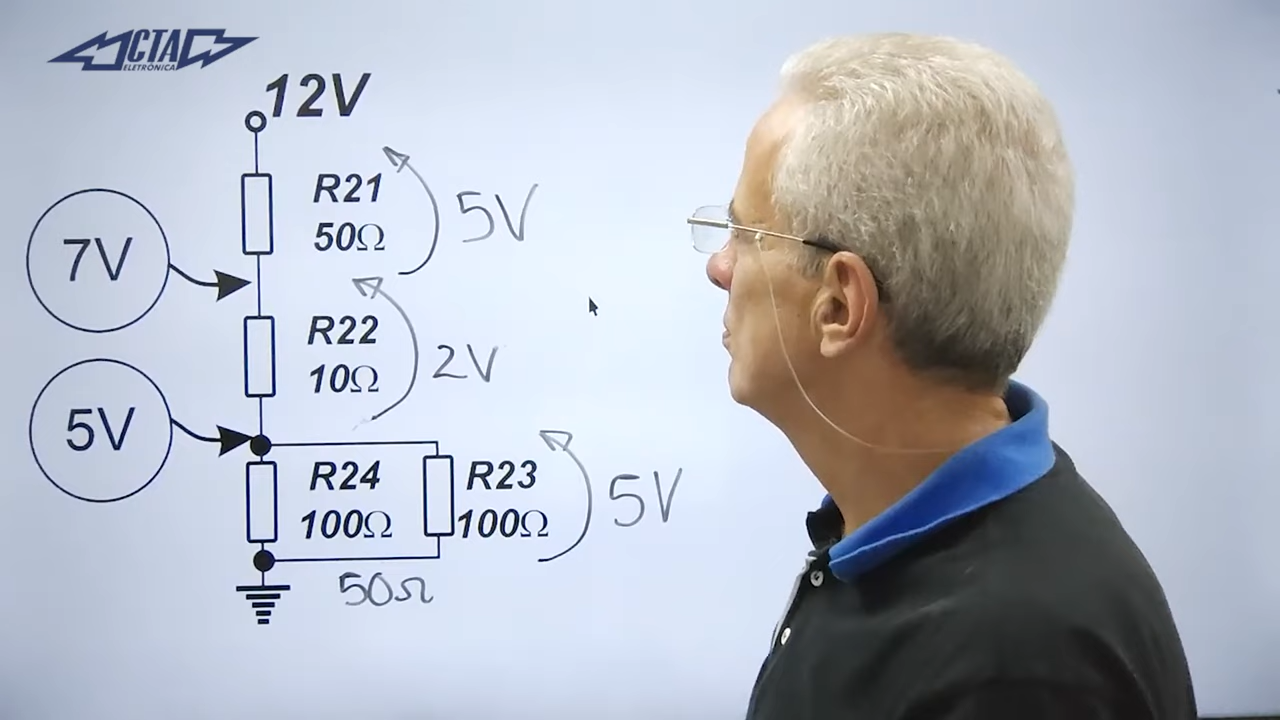 CTA
ELETRÔNICA
12V
R21
50Ω
5V
7V
R22
10Ω
2V
5V
R24
100Ω
R23
100Ω
5V
50Ω